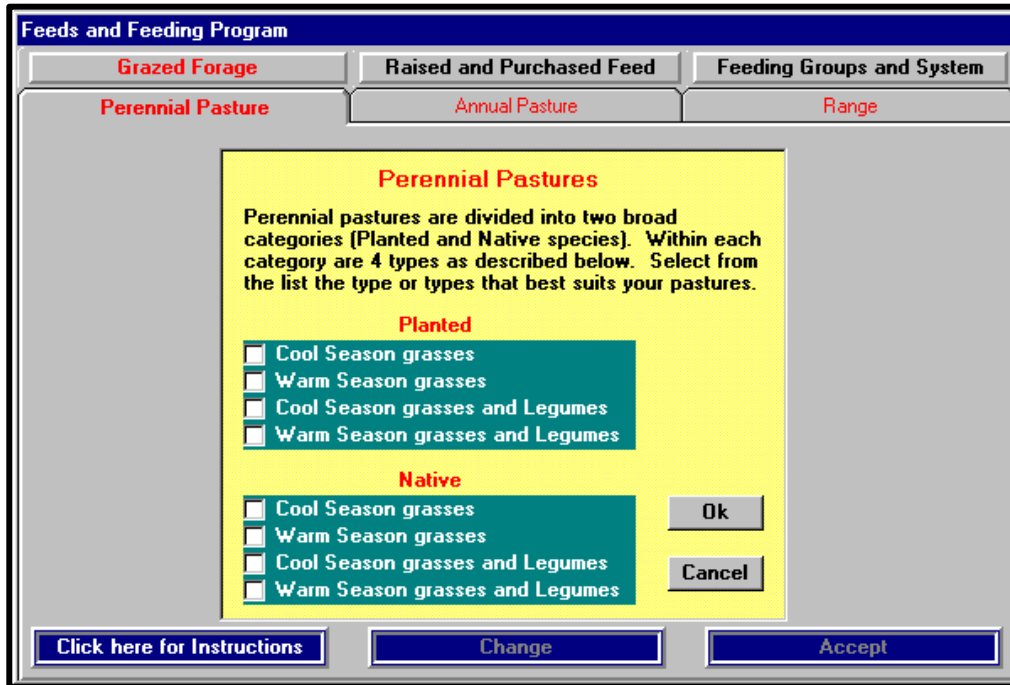 Feeds and Feeding Program
Grazed Forage
Raised and Purchased Feed
Feeding Groups and System
Perennial Pasture
Annual Pasture
Range
Perennial Pastures
Perennial pastures are divided into two broad
categories (Planted and Native species).  Within each
category are 4 types as described below.  Select from
the list the type or types that best suits your pastures.
Planted
Cool Season grasses
Warm Season grasses
Cool Season grasses and Legumes
Warm Season grasses and Legumes
Native
Cool Season grasses
Warm Season grasses
Cool Season grasses and Legumes
Warm Season grasses and Legumes
Ok
Cancel
Click here for Instructions
Change
Accept